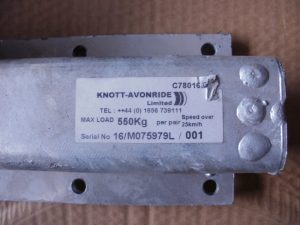 C78016.
KNOTT-AVONRIDE
Limited
TEL : ++44 (0) 1656 739111
MAX LOAD 550Kg per pair Speed over 25km/h
Serial No 16/M075979L / 001